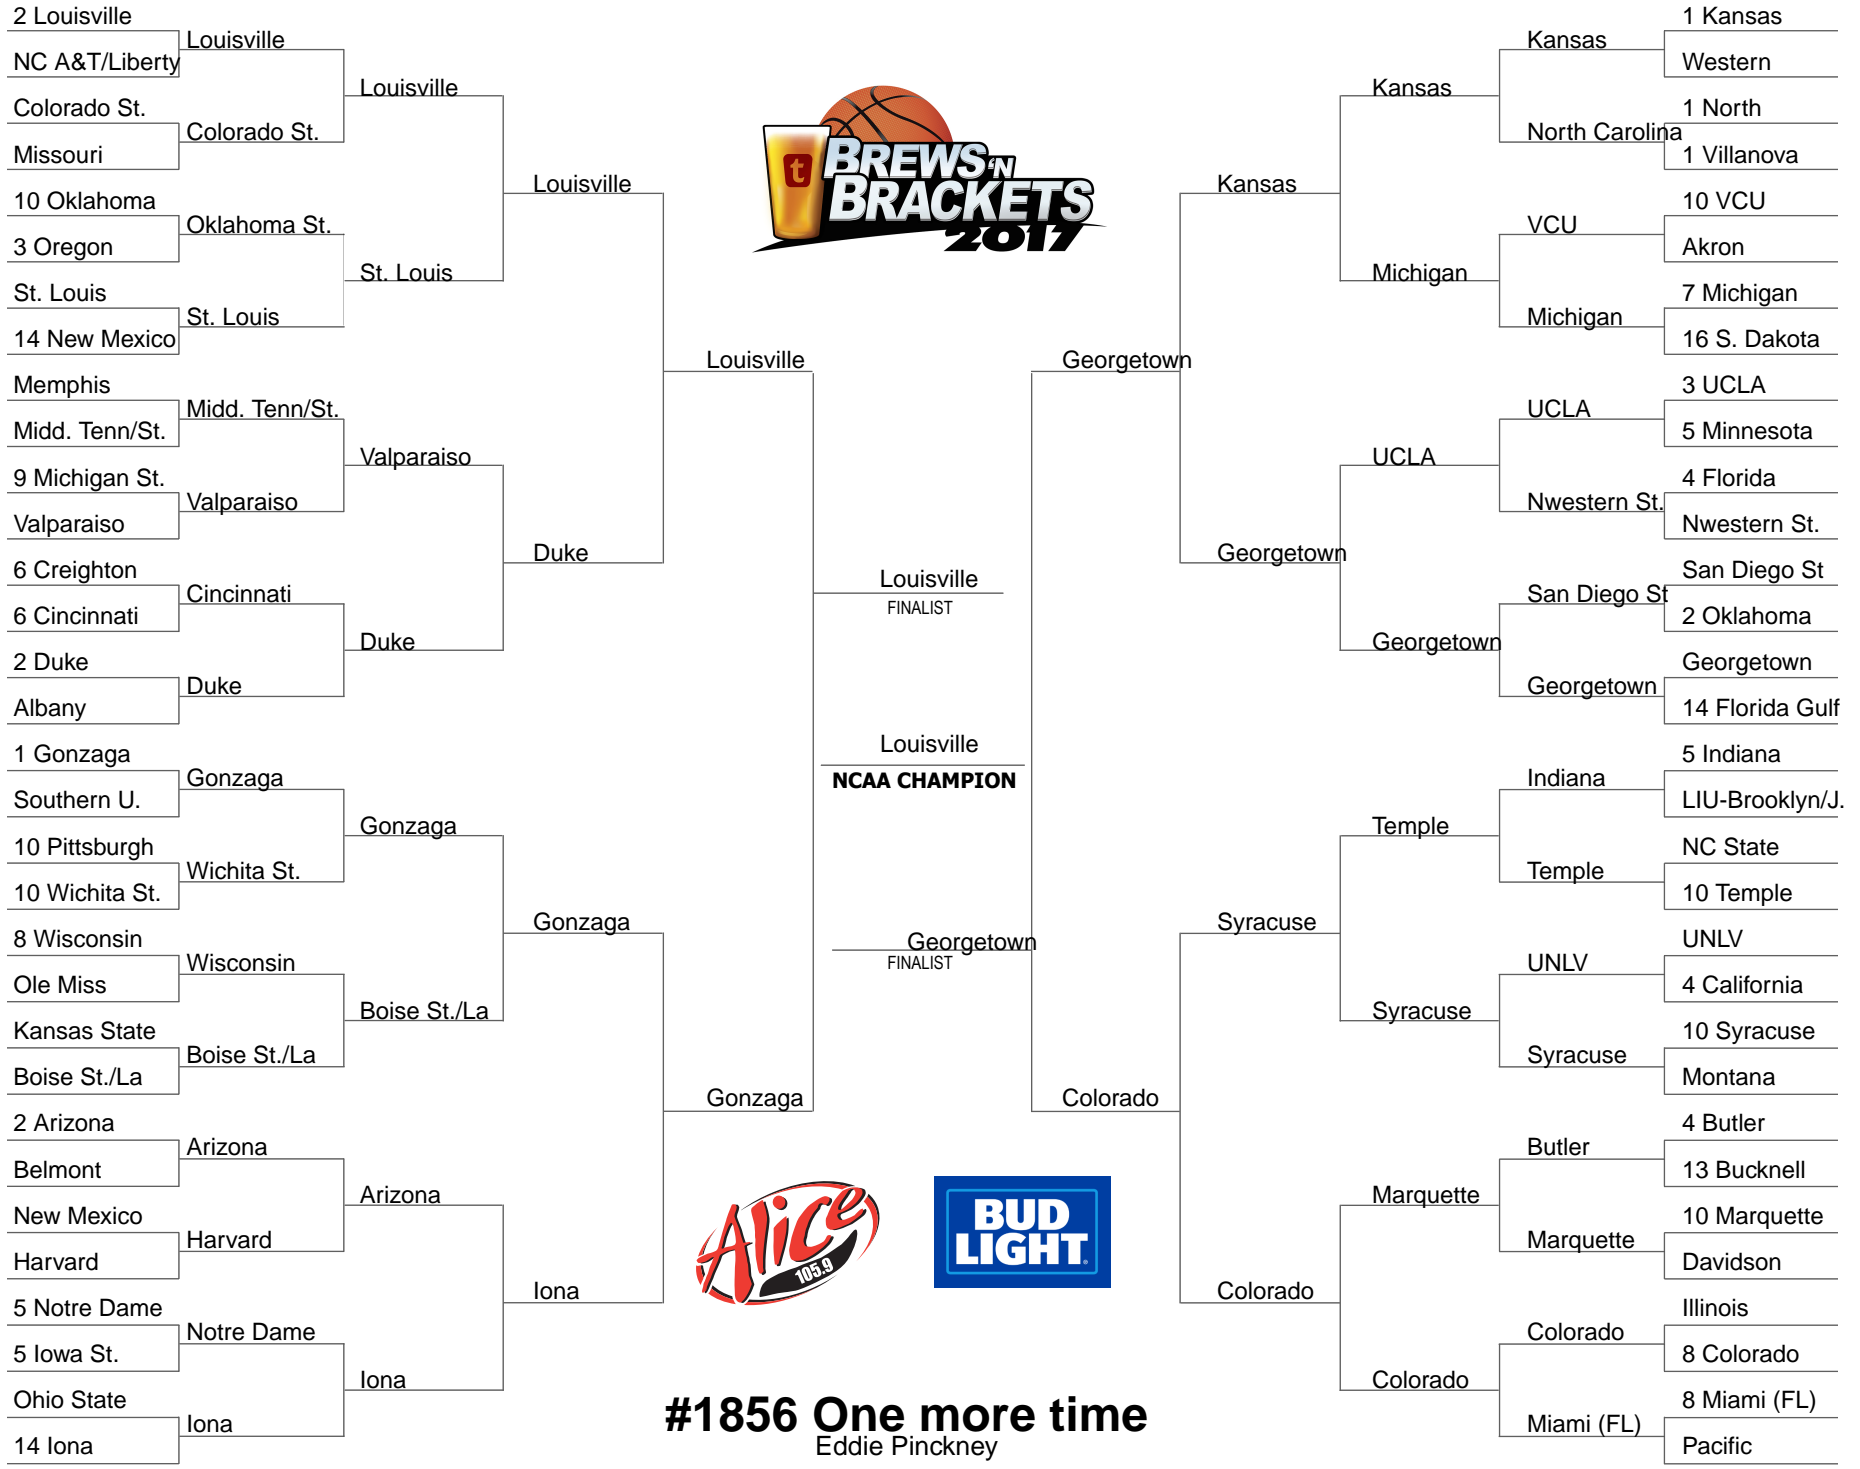 2 Louisville
NC A&T/Liberty
Colorado St.
Missouri
10 Oklahoma
3 Oregon
St. Louis
14 New Mexico
Memphis
Midd. Tenn/St.
9 Michigan St.
Valparaiso
6 Creighton
6 Cincinnati
2 Duke
Albany
1 Gonzaga
Southern U.
10 Pittsburgh
10 Wichita St.
8 Wisconsin
Ole Miss
Kansas State
Boise St./La
2 Arizona
Belmont
New Mexico
Harvard
5 Notre Dame
5 Iowa St.
Ohio State
14 Iona
Louisville
Colorado St.
Oklahoma St.
St. Louis
Midd. Tenn/St.
Valparaiso
Cincinnati
Duke
Gonzaga
Wichita St.
Wisconsin
Boise St./La
Arizona
Harvard
Notre Dame
Iona
Louisville
St. Louis
Valparaiso
Duke
Gonzaga
Boise St./La
Arizona
Iona
Louisville
Duke
Gonzaga
Iona
Louisville
Gonzaga
t
BREWS 'N
BRACKETS
2017
Louisville
FINALIST
Louisville
NCAA CHAMPION
Georgetown
FINALIST
Alice
105.9
BUD
LIGHT
#1856 One more time
Eddie Pinckney
Georgetown
Colorado
Kansas
Georgetown
Syracuse
Colorado
Kansas
Michigan
UCLA
Georgetown
Temple
Syracuse
Marquette
Colorado
Kansas
North Carolina
VCU
Michigan
UCLA
Nwestern St.
San Diego St
Georgetown
Indiana
Temple
UNLV
Syracuse
Butler
Marquette
Colorado
Miami (FL)
1 Kansas
Western
1 North
1 Villanova
10 VCU
Akron
7 Michigan
16 S. Dakota
3 UCLA
5 Minnesota
4 Florida
Nwestern St.
San Diego St
2 Oklahoma
Georgetown
14 Florida Gulf
5 Indiana
LIU-Brooklyn/J.
NC State
10 Temple
UNLV
4 California
10 Syracuse
Montana
4 Butler
13 Bucknell
10 Marquette
Davidson
Illinois
8 Colorado
8 Miami (FL)
Pacific